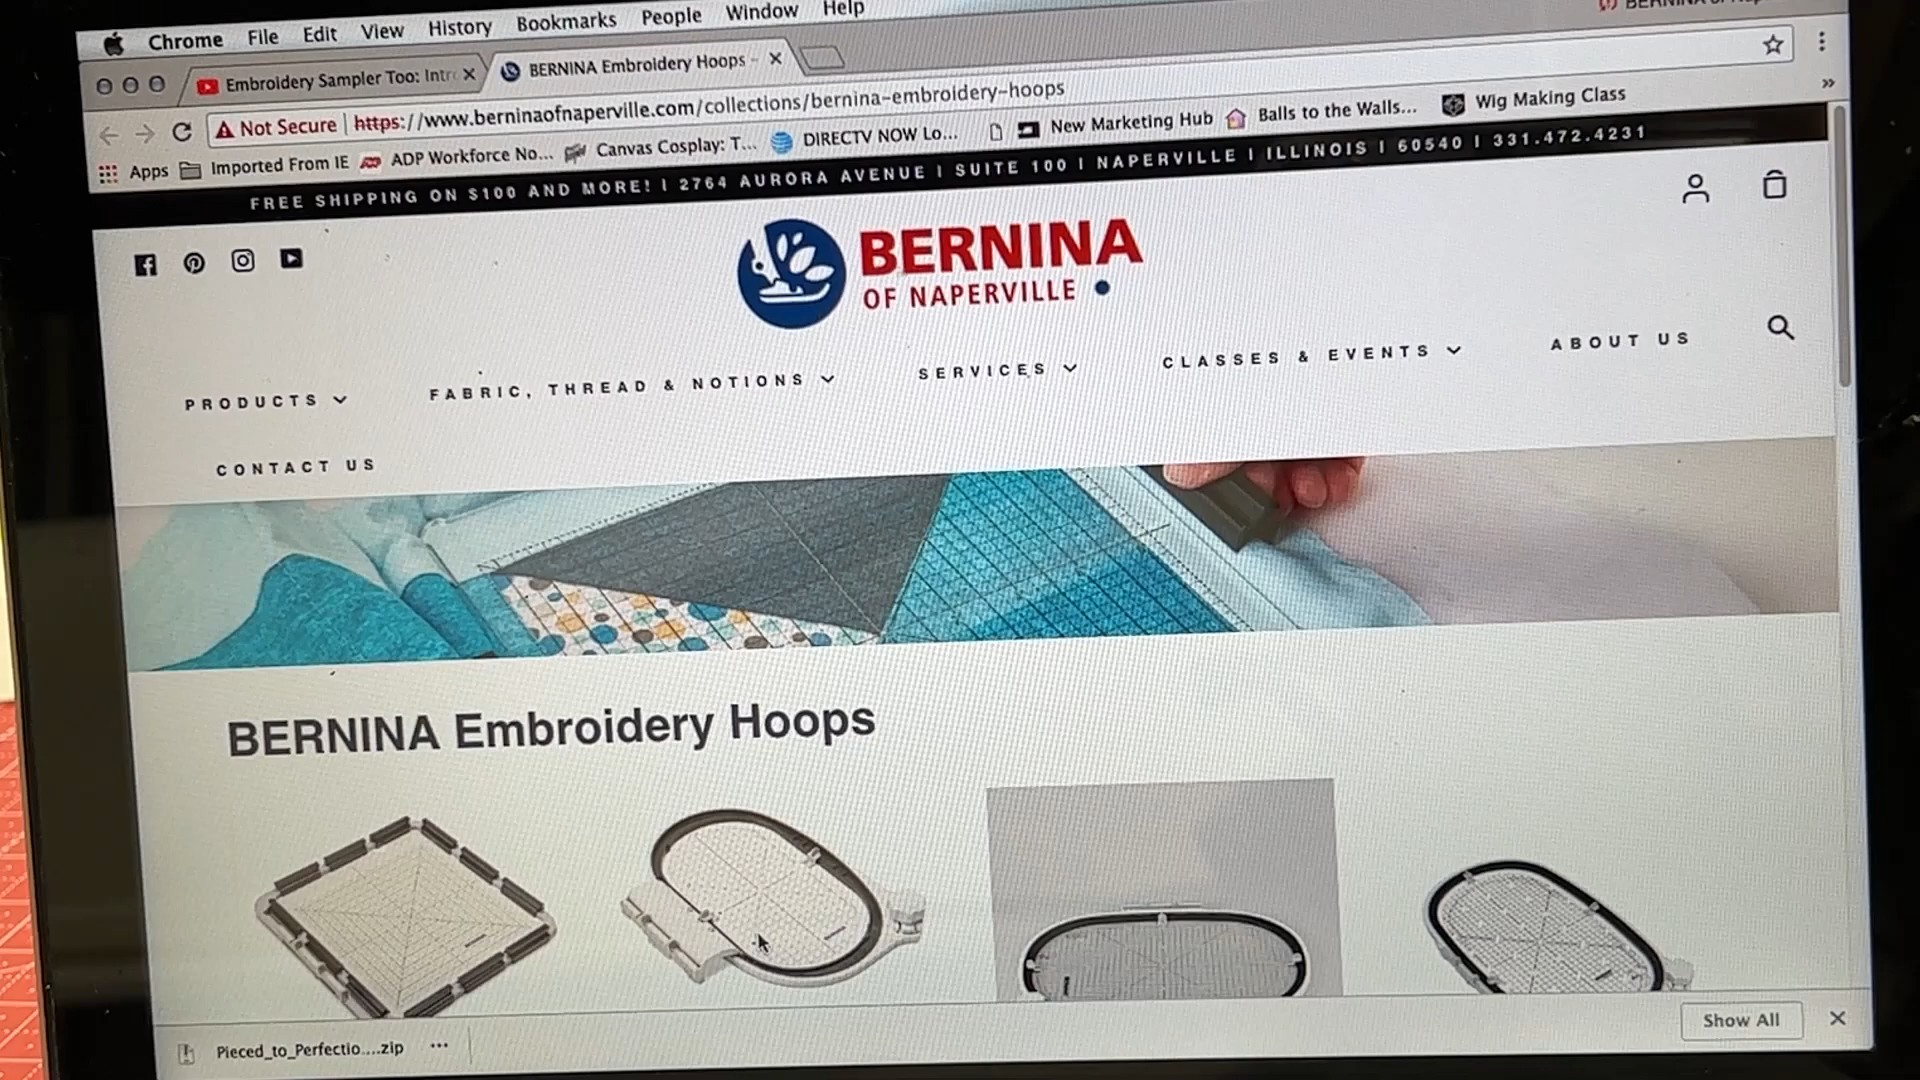 Chrome File Edit View History Bookmarks People Window Help
Embroidery Sampler Too: Intr
BERNINA Embroidery Hoops -
Not Secure | https://www.berninaofnaperville.com/collections/bernina-embroidery-hoops
Apps Imported From IE ADP Workforce No... Canvas Cosplay: T... DIRECTV NOW Lo... New Marketing Hub Balls to the Walls... Wig Making Class »
FREE SHIPPING ON $100 AND MORE! | 2764 AURORA AVENUE | SUITE 100 | NAPERVILLE | ILLINOIS | 60540 | 331.472.4231
BERNINA
OF NAPERVILLE
PRODUCTS FABRIC, THREAD & NOTIONS SERVICES CLASSES & EVENTS ABOUT US
CONTACT US
BERNINA Embroidery Hoops
Pieced_to_Perfectio....zip
Show All